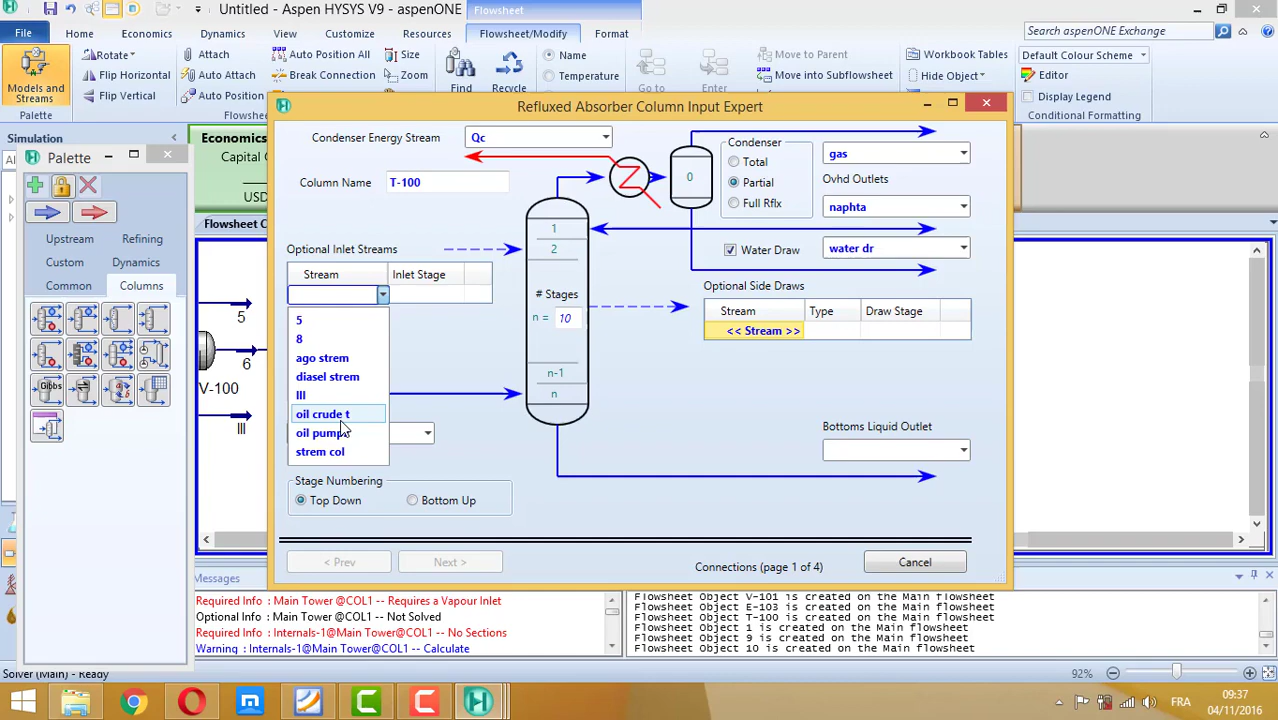 Untitled - Aspen HYSYS V9 - aspenONE
Flowsheet
File
Home
Economics
Dynamics
View
Customize
Resources
Flowsheet/Modify
Format
Search aspenONE Exchange
Models and Streams
Palette
Rotate
Flip Horizontal
Flip Vertical
Attach
Auto Attach
Auto Position
Auto Position All
Break Connection
Size
Zoom
Find
Recycle
Name
Temperature
Go to
Move to Parent
Move into Subflowsheet
Workbook Tables
Hide Object
Default Colour Scheme
Editor
Display Legend
Conditional Formatting
Simulation
Economics
Capital C
USD
Flowsheet C
Palette
Upstream
Refining
Custom
Dynamics
Common
Columns
Gibbs
5
6
V-100
III
Refluxed Absorber Column Input Expert
Condenser Energy Stream
Qc
Column Name
T-100
0
Condenser
Total
Partial
Full Rflx
gas
Ovhd Outlets
naphta
Water Draw
water dr
Optional Inlet Streams
Stream
Inlet Stage
5
8
ago strem
diasel strem
III
oil crude t
oil pump
strem col
1
2
# Stages
n =
10
n-1
n
Optional Side Draws
Stream
Type
Draw Stage
<< Stream >>
Bottoms Liquid Outlet
Stage Numbering
Top Down
Bottom Up
< Prev
Next >
Connections (page 1 of 4)
Cancel
Messages
Required Info : Main Tower @COL1 -- Requires a Vapour Inlet
Optional Info : Main Tower @COL1 -- Not Solved
Required Info : Internals-1@Main Tower@COL1 -- No Sections
Warning : Internals-1@Main Tower@COL1 -- Calculate
Flowsheet Object V-101 is created on the Main flowsheet
Flowsheet Object E-103 is created on the Main flowsheet
Flowsheet Object T-100 is created on the Main flowsheet
Flowsheet Object 1 is created on the Main flowsheet
Flowsheet Object 9 is created on the Main flowsheet
Flowsheet Object 10 is created on the Main flowsheet
Solver (Main) - Ready
92%
FRA
09:37
04/11/2016